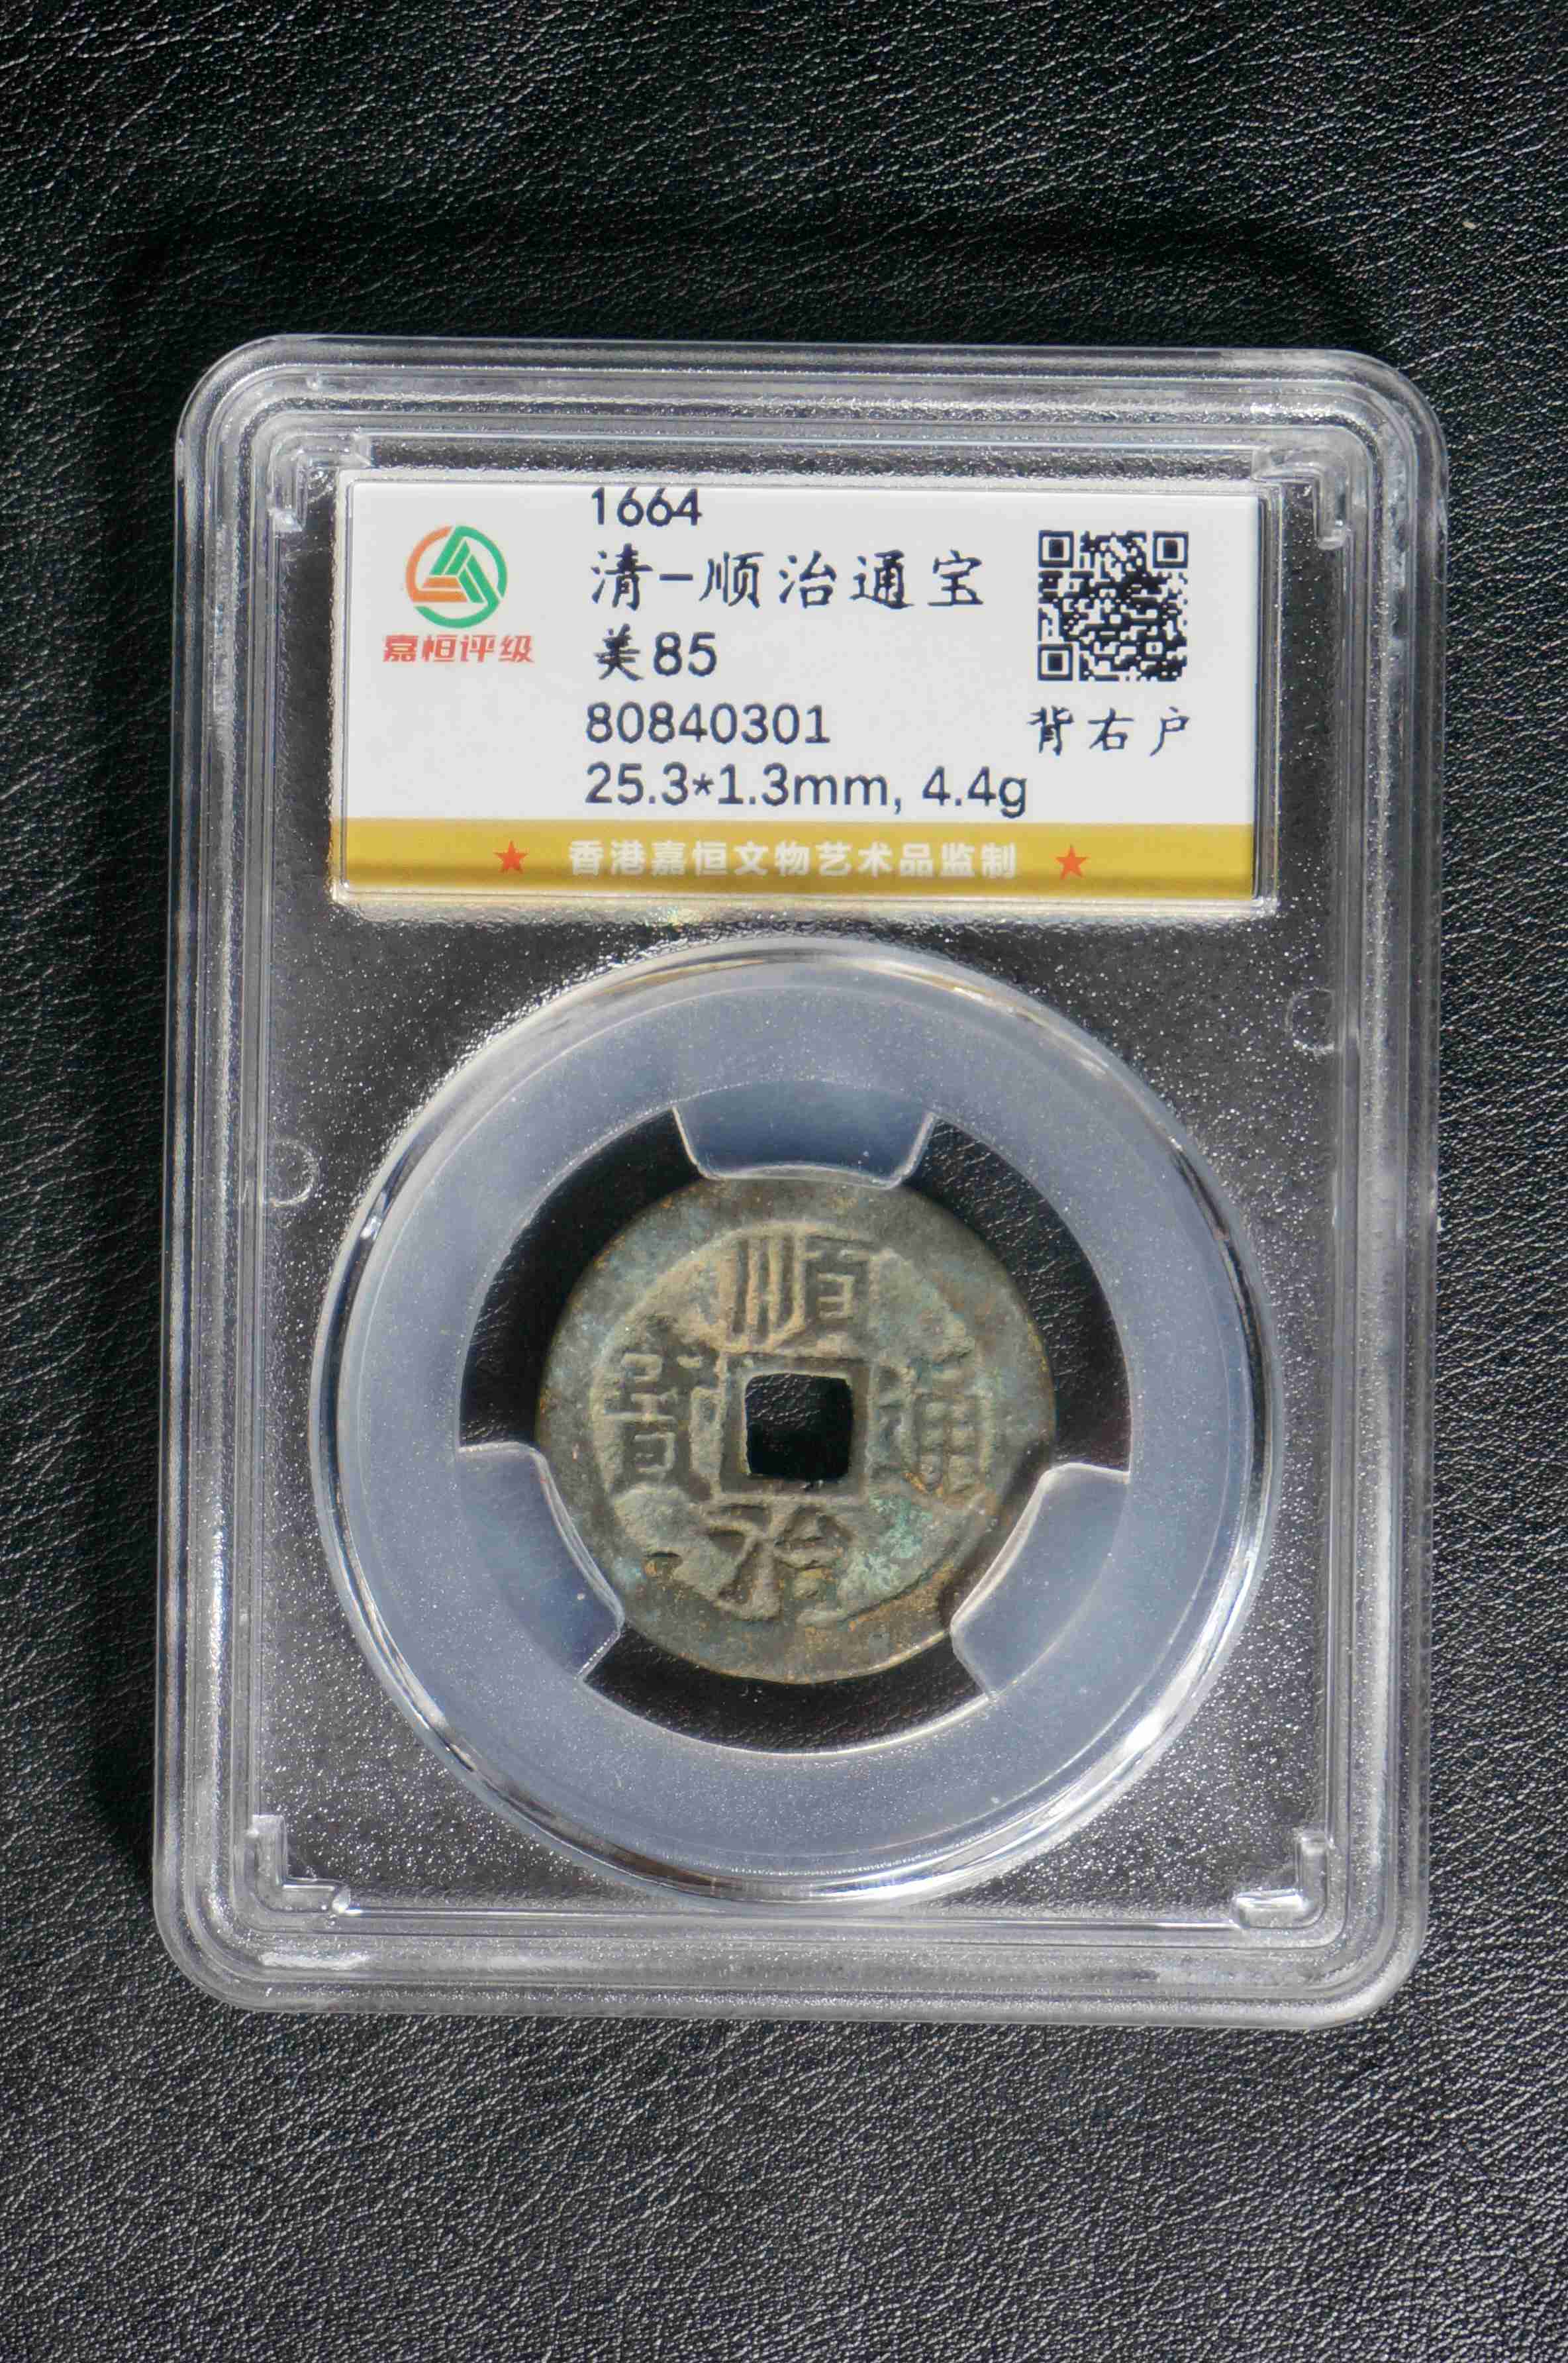 1664
清-顺治通宝
嘉恒评级
美85
80840301
背右户
25.3*1.3mm, 4.4g
★ 香港嘉恒文物艺术品监制 ★
順
寶 通
治